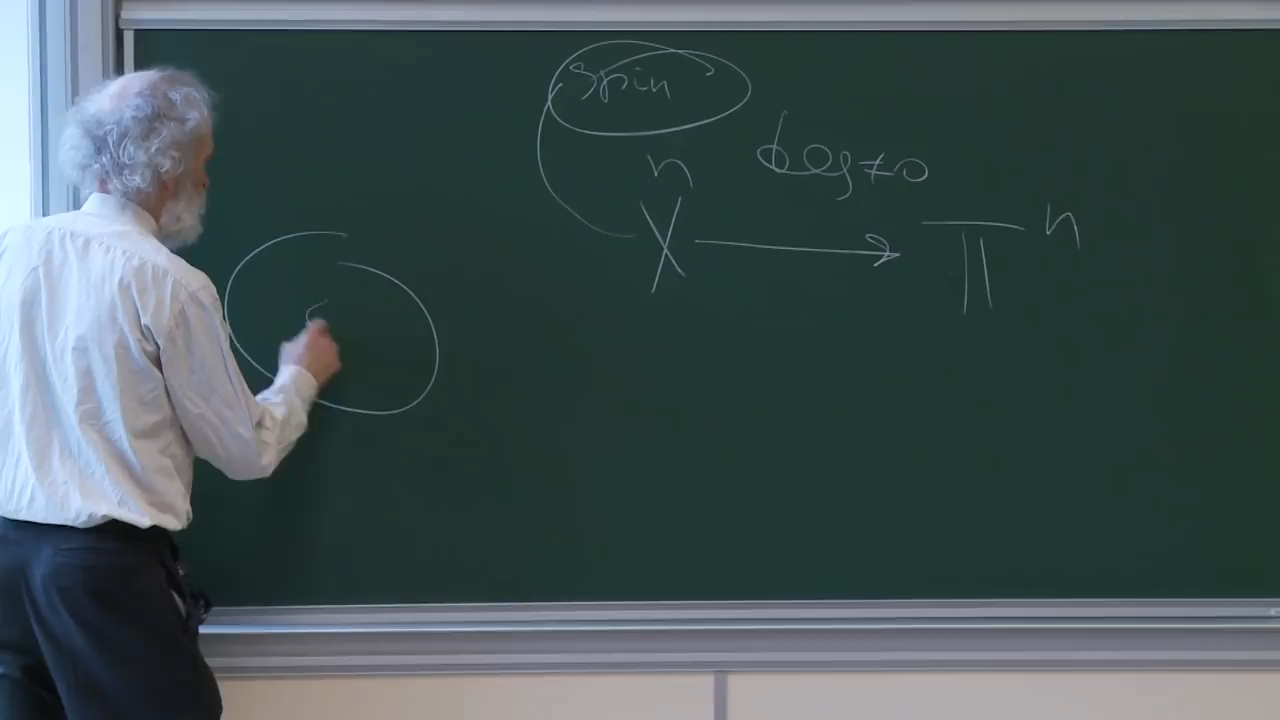 Spin
n deg≠0
X → T n